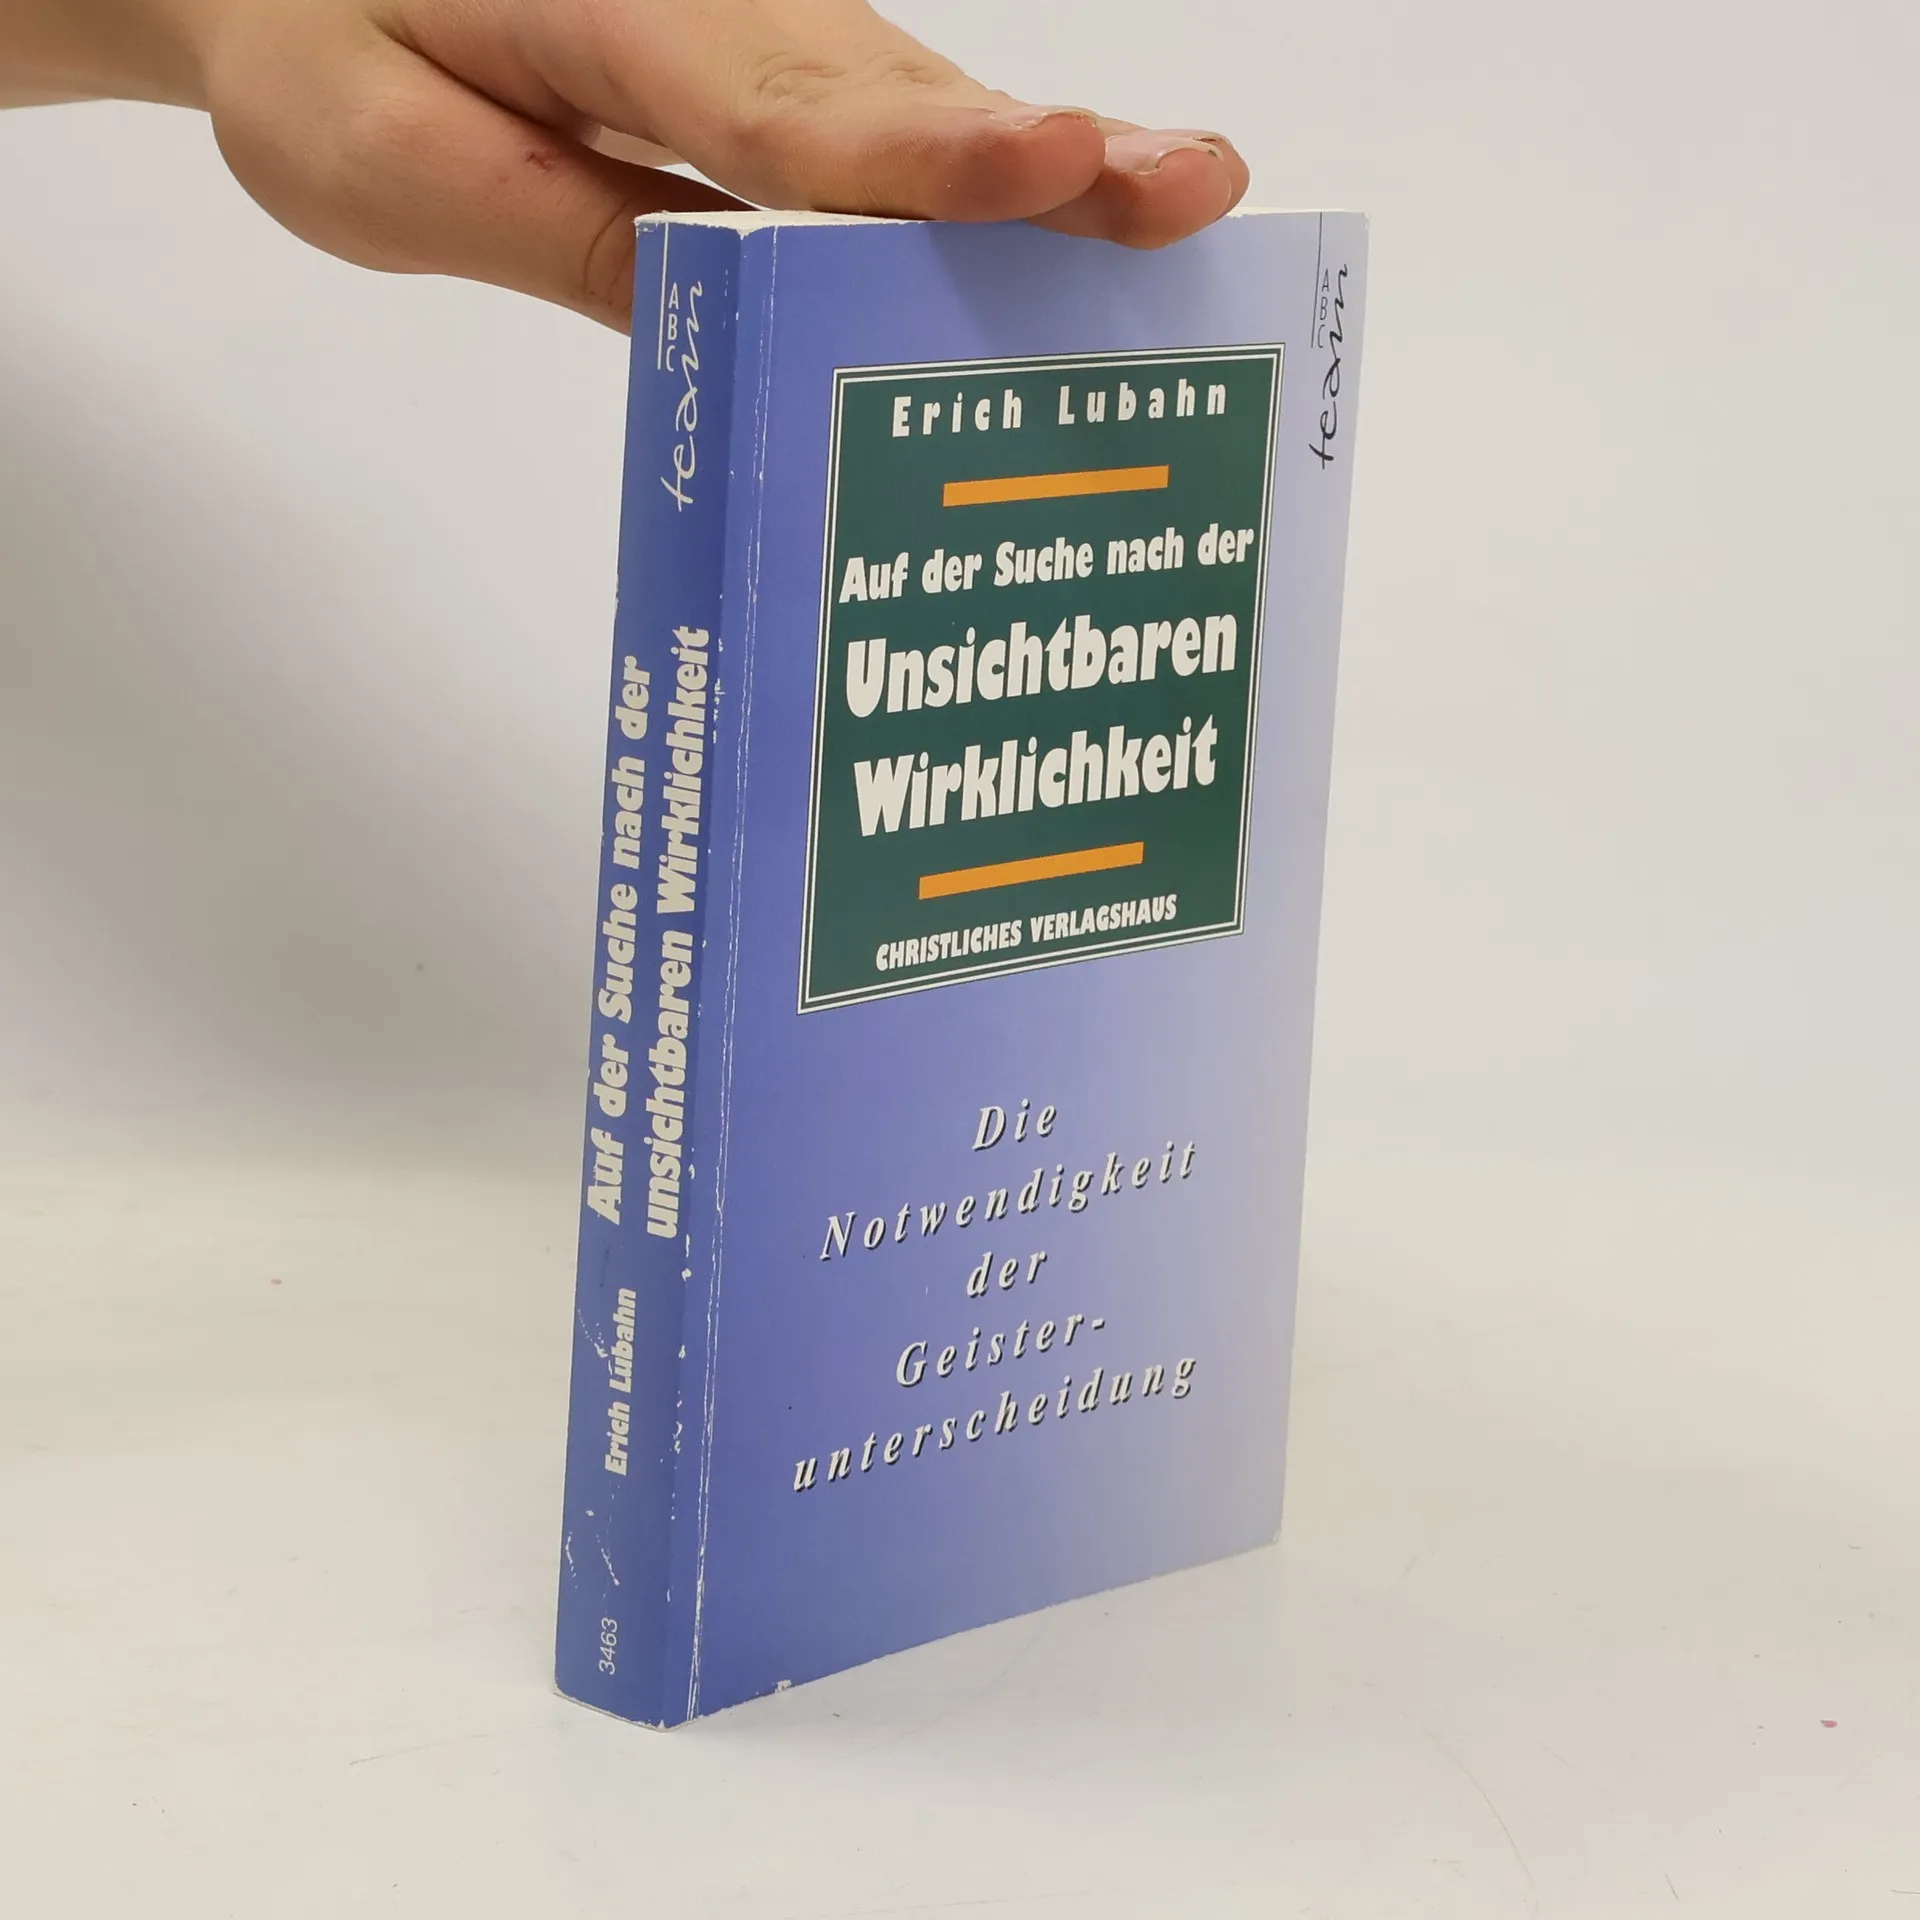 ABC
team
Auf der Suche nach der
unsichtbaren Wirklichkeit
Erich Lubahn
3463
Erich Lubahn
Auf der Suche nach der
Unsichtbaren
Wirklichkeit
CHRISTLICHES VERLAGSHAUS
Die
Notwendigkeit
der
Geister-
unterscheidung
ABC
team